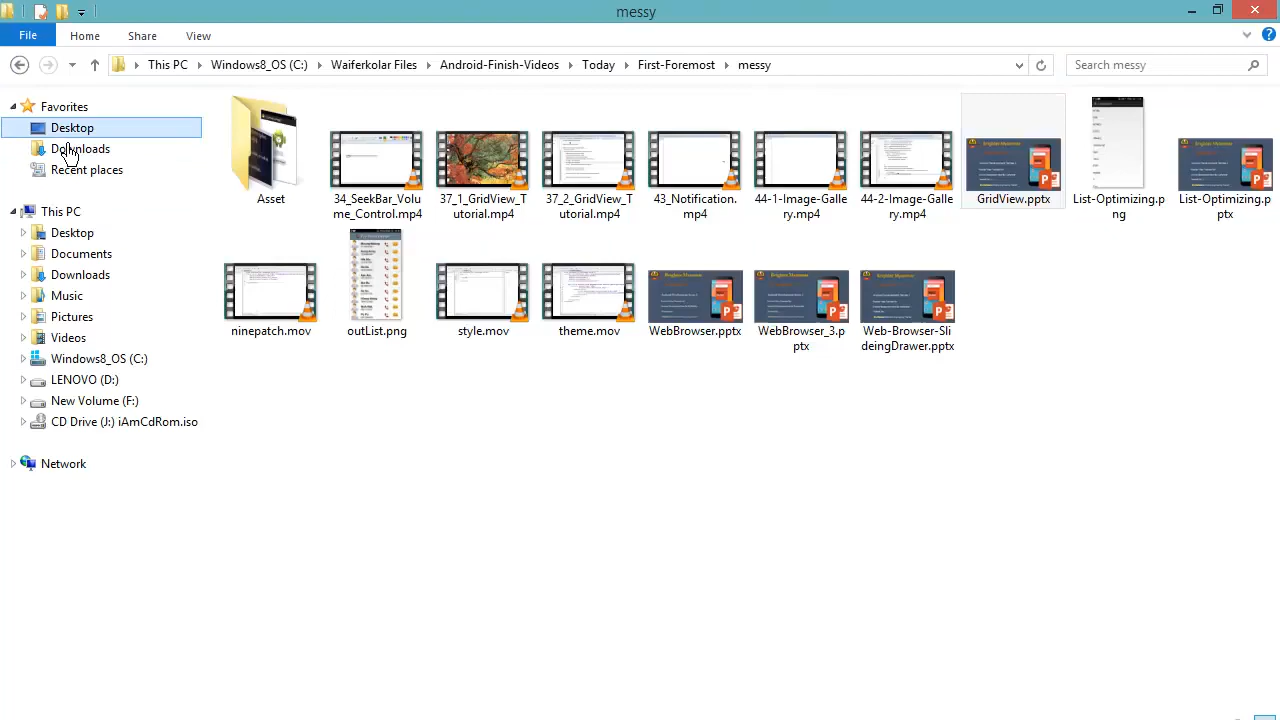 messy
File Home Share View
This PC Windows8_OS (C:) Waiferkolar Files Android-Finish-Videos Today First-Foremost messy
Search messy
Favorites
Desktop
Downloads
Recent places
This PC
Desktop
Documents
Downloads
Music
Pictures
Videos
Windows8_OS (C:)
LENOVO (D:)
New Volume (F:)
CD Drive (J:) iAmCdRom.iso
Network
Asset
34_SeekBar_Volu
me_Control.mp4
37_1_GridView_T
utorial.mp4
37_2_GridView_T
utorial.mp4
43_Notification.
mp4
44-1-Image-Galle
ry.mp4
44-2-Image-Galle
ry.mp4
GridView.pptx
List-Optimizing.p
ng
List-Optimizing.p
ptx
ninepatch.mov
outList.png
style.mov
theme.mov
WebBrowser.pptx
WebBrowser_3.p
ptx
Web-Browser-Sli
deingDrawer.pptx